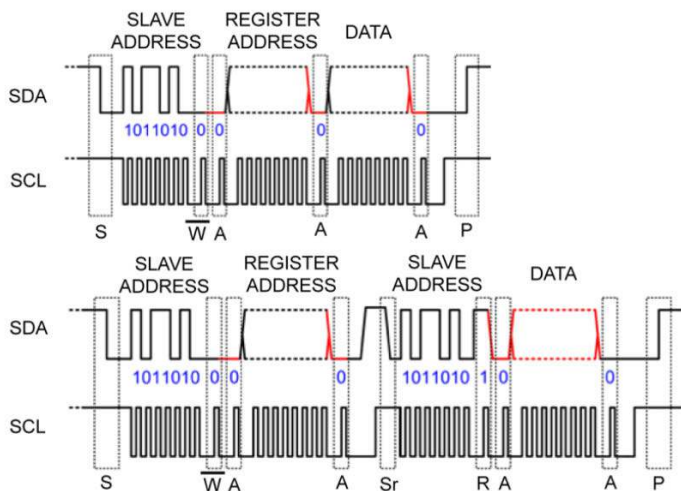 SLAVE ADDRESS REGISTER ADDRESS DATA
SDA
1011010 0 0 0 0
SCL
S W A A A P
SLAVE ADDRESS REGISTER ADDRESS SLAVE ADDRESS DATA
SDA
1011010 0 0 0 1011010 1 0 0
SCL
S W A A Sr R A A P